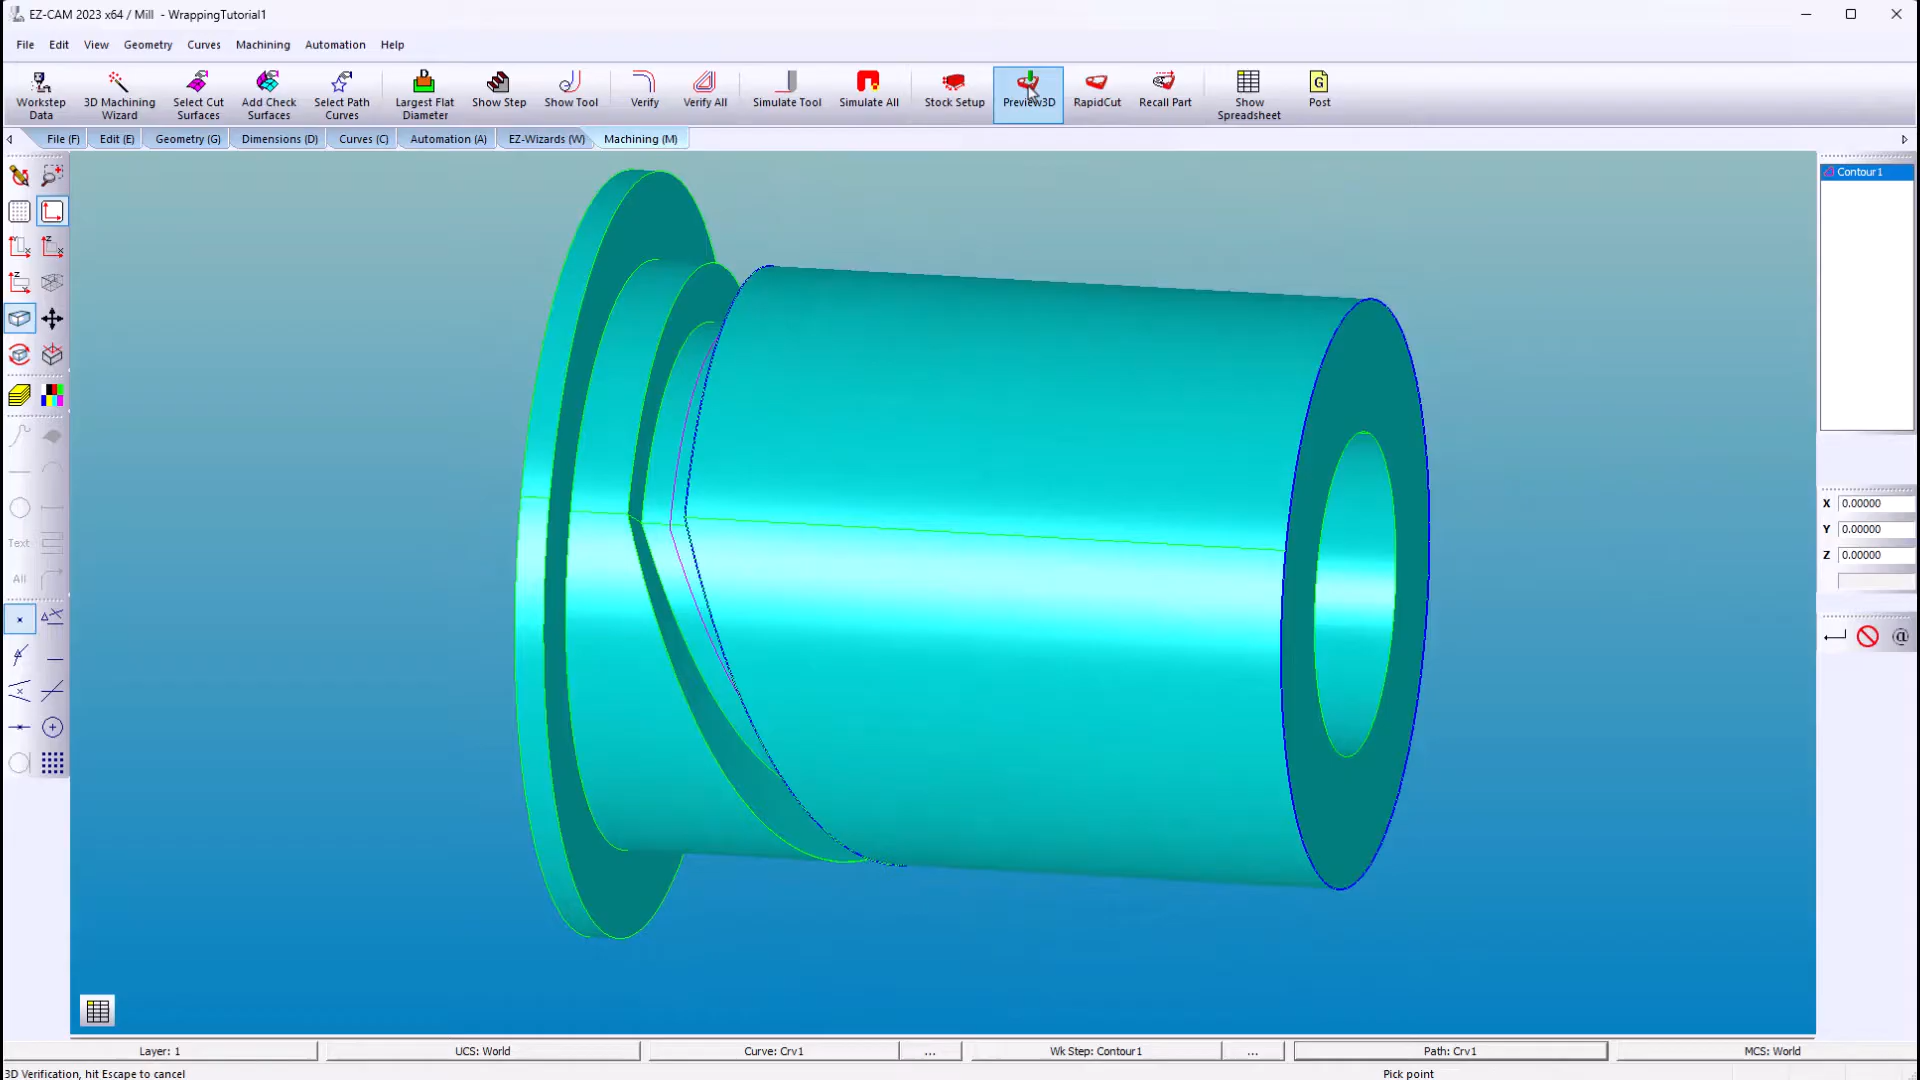 EZ-CAM 2023 x64 / Mill - WrappingTutorial1
File Edit View Geometry Curves Machining Automation Help
Workstep Data
3D Machining Wizard
Select Cut Surfaces
Add Check Surfaces
Select Path Curves
D
Largest Flat Diameter
Show Step
Show Tool
Verify
Verify All
Simulate Tool
Simulate All
Stock Setup
Preview3D
RapidCut
Recall Part
Show Spreadsheet
G
Post
File (F) Edit (E) Geometry (G) Dimensions (D) Curves (C) Automation (A) EZ-Wizards (W) Machining (M)
Contour1
Text
All
X 0.00000
Y 0.00000
Z 0.00000
@
Layer: 1 UCS: World Curve: Crv1 ... Wk Step: Contour1 ... Path: Crv1 MCS: World
3D Verification, hit Escape to cancel Pick point